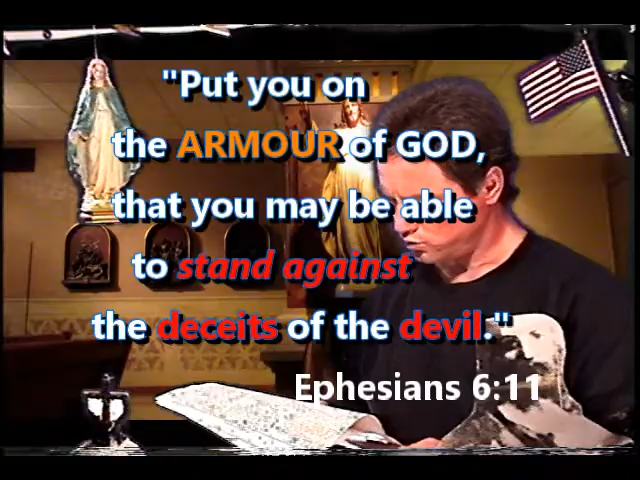 "Put you on
the ARMOUR of GOD,
that you may be able
to stand against
the deceits of the devil."
Ephesians 6:11